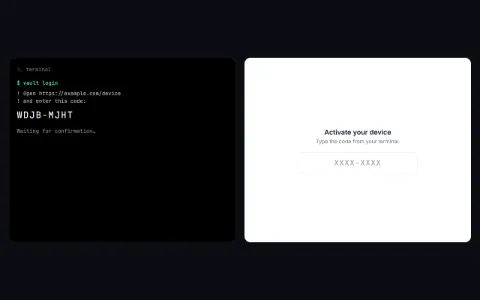 >_ terminal
$ vault login
! Open https://example.com/device
! and enter this code:
WDJB-MJHT
Waiting for confirmation…
Activate your device
Type the code from your terminal.
XXXX-XXXX